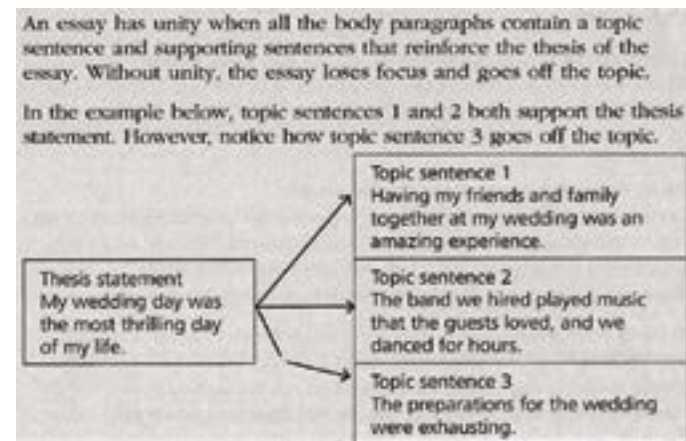 An essay has unity when all the body paragraphs contain a topic
sentence and supporting sentences that reinforce the thesis of the
essay. Without unity, the essay loses focus and goes off the topic.
In the example below, topic sentences 1 and 2 both support the thesis
statement. However, notice how topic sentence 3 goes off the topic.
Thesis statement
My wedding day was
the most thrilling day
of my life.
Topic sentence 1
Having my friends and family
together at my wedding was an
amazing experience.
Topic sentence 2
The band we hired played music
that the guests loved, and we
danced for hours.
Topic sentence 3
The preparations for the wedding
were exhausting.